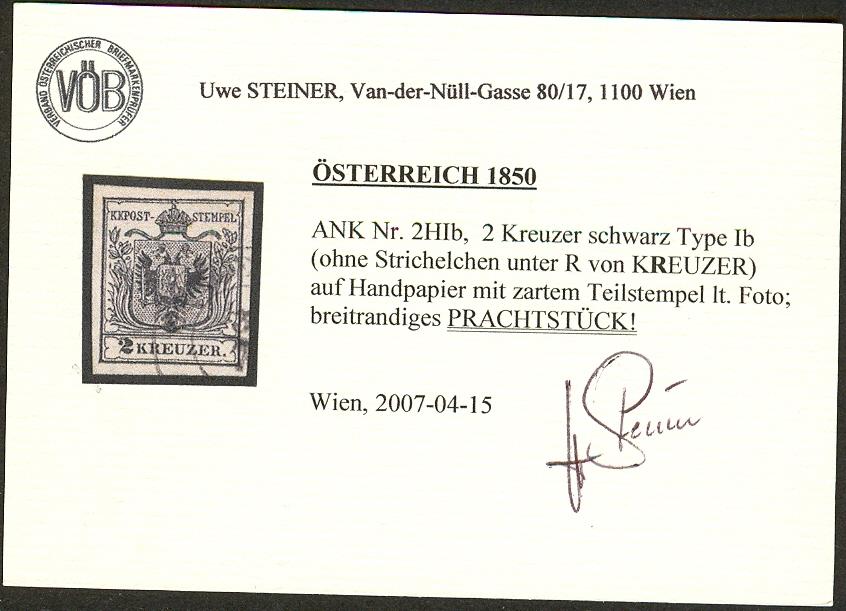 VERBAND ÖSTERREICHISCHER BRIEFMARKENPRÜFER
VÖB
Uwe STEINER, Van-der-Nüll-Gasse 80/17, 1100 Wien
ÖSTERREICH 1850
KKPOST-STEMPEL
2 KREUZER.
ANK Nr. 2HIb, 2 Kreuzer schwarz Type Ib
(ohne Strichelchen unter R von KREUZER)
auf Handpapier mit zartem Teilstempel lt. Foto;
breitrandiges PRACHTSTÜCK!
Wien, 2007-04-15